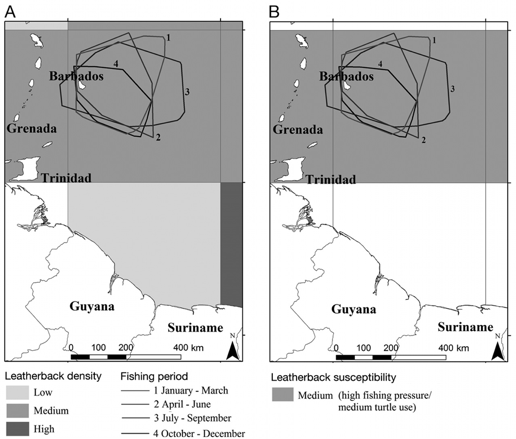 A
1
4
Barbados
3
Grenada
2
Trinidad
Guyana
Suriname
N
0 100 200 400 km
Leatherback density
Low
Medium
High
Fishing period
1 January - March
2 April - June
3 July - September
4 October - December
B
1
4
Barbados
3
Grenada
2
Trinidad
Guyana
Suriname
N
0 100 200 400 km
Leatherback susceptibility
Medium (high fishing pressure/
medium turtle use)